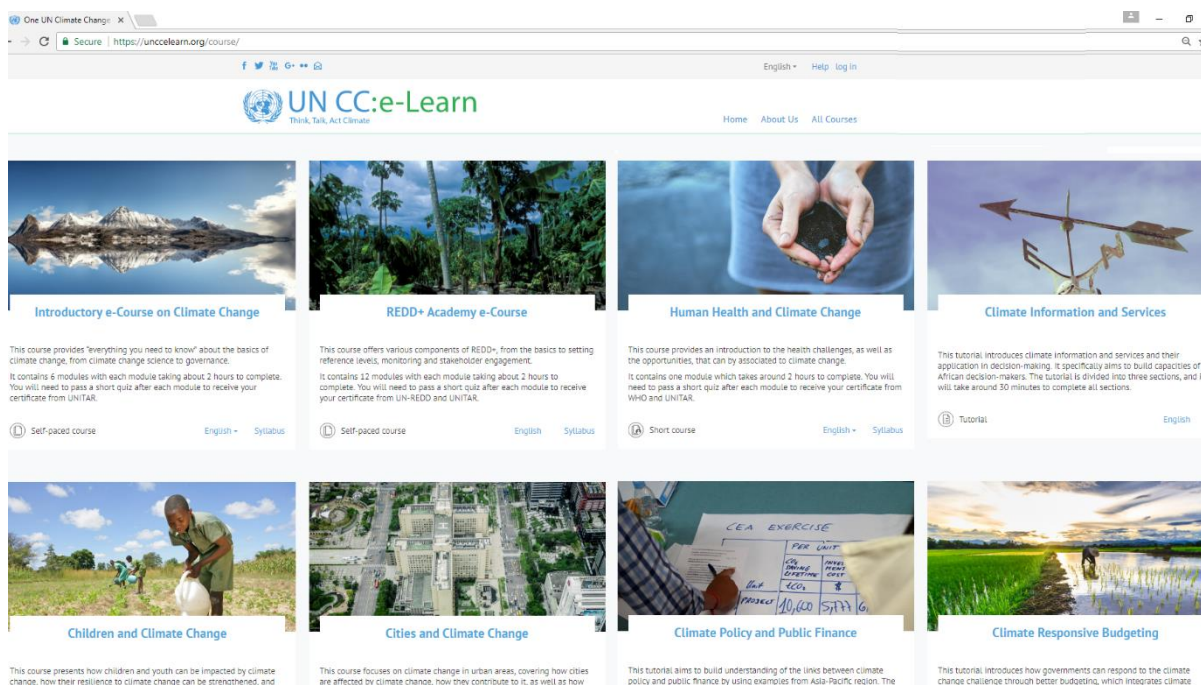 One UN Climate Change
Secure | https://unccelearn.org/course/
English Help log in
UN CC:e-Learn
Think, Talk, Act Climate
Home About Us All Courses
Introductory e-Course on Climate Change
This course provides "everything you need to know" about the basics of
climate change, from climate change science to governance.
It contains 6 modules with each module taking about 2 hours to complete.
You will need to pass a short quiz after each module to receive your
certificate from UNITAR.
Self-paced course English Syllabus
REDD+ Academy e-Course
This course offers various components of REDD+, from the basics to setting
reference levels, monitoring and stakeholder engagement.
It contains 12 modules with each module taking about 2 hours to
complete. You will need to pass a short quiz after each module to receive
your certificate from UN-REDD and UNITAR.
Self-paced course English Syllabus
Human Health and Climate Change
This course provides an introduction to the health challenges, as well as
the opportunities, that can by associated to climate change.
It contains one module which takes around 2 hours to complete. You will
need to pass a short quiz after each module to receive your certificate from
WHO and UNITAR.
Short course English Syllabus
Climate Information and Services
This tutorial introduces climate information and services and their
application in decision-making. It specifically aims to build capacities of
African decision-makers. The tutorial is divided into three sections, and
will take around 30 minutes to complete all sections.
Tutorial English
Children and Climate Change
This course presents how children and youth can be impacted by climate
change, how their resilience to climate change can be strengthened, and
Cities and Climate Change
This course focuses on climate change in urban areas, covering how cities
are affected by climate change, how they contribute to it, as well as how
CEA EXERCISE
PER UNIT
CO2 SAVING LIFETIME
INVEST MENT COST
Unit tCO2 $
PROJECT 10,600
Climate Policy and Public Finance
This tutorial aims to build understanding of the links between climate
policy and public finance by using examples from Asia-Pacific region. The
Climate Responsive Budgeting
This tutorial introduces how governments can respond to the climate
change challenge through better budgeting, which integrates climate